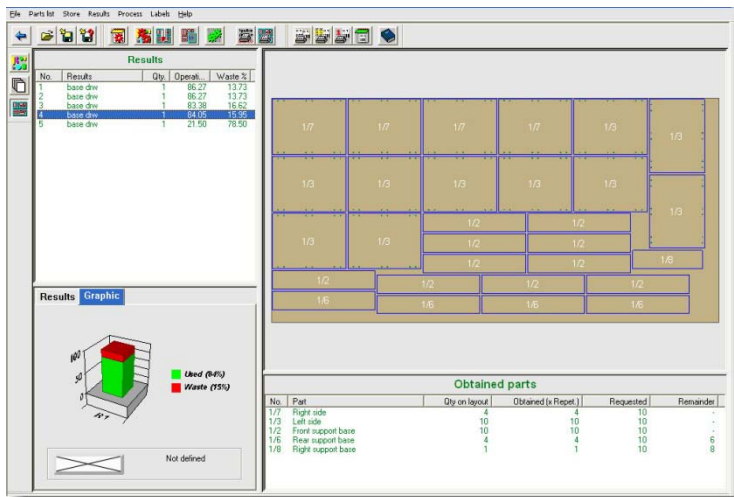 File Parts list Store Results Process Labels Help
Results
No. Results Qty. Operati... Waste %
1 base drw 1 86.27 13.73
2 base drw 1 86.27 13.73
3 base drw 1 83.38 16.62
4 base drw 1 84.05 15.95
5 base drw 1 21.50 78.50
1/7 1/7 1/7 1/7 1/3 1/3
1/3 1/3 1/3 1/3 1/3 1/3
1/3 1/3 1/2 1/2
1/2 1/2
1/2 1/2 1/8
1/2 1/2 1/2 1/2
1/6 1/6 1/6 1/6
Results Graphic
100
50
0
R1
Used (84%)
Waste (15%)
Not defined
Obtained parts
No. Part Qty on layout Obtained (x Repet.) Requested Remainder
1/7 Right side 4 4 10 -
1/3 Left side 10 10 10 -
1/2 Front support base 10 10 10 -
1/6 Rear support base 4 4 10 6
1/8 Right support base 1 1 10 8